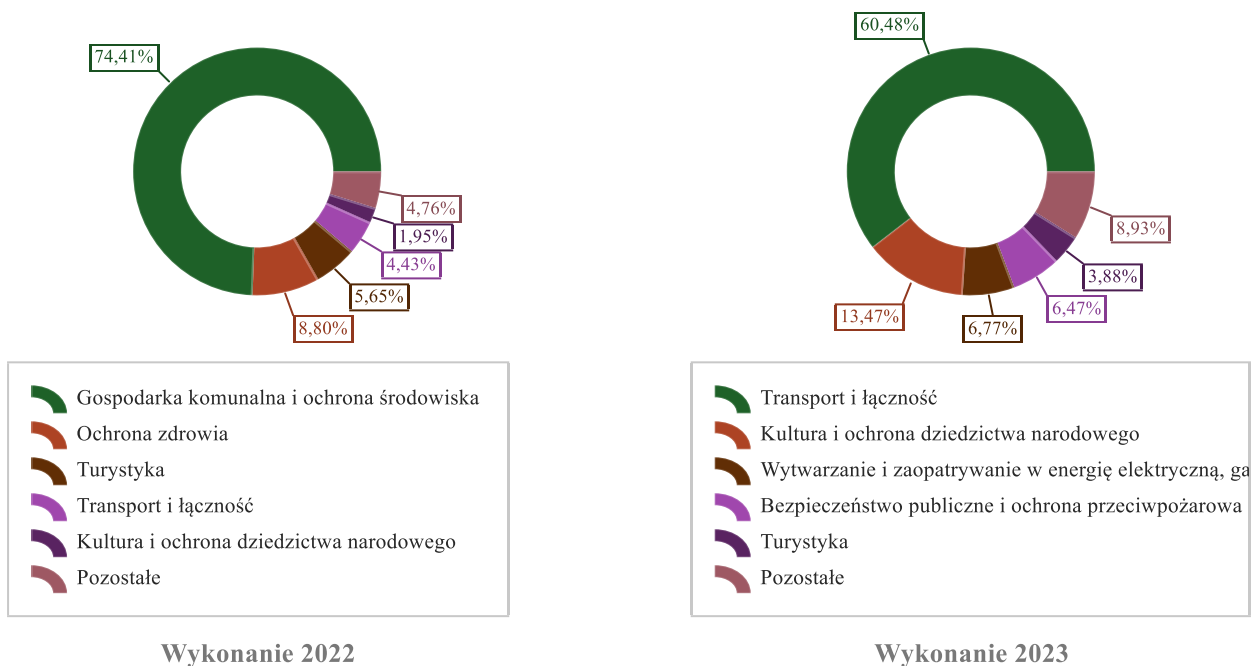 74,41%
4,76%
1,95%
4,43%
5,65%
8,80%
Gospodarka komunalna i ochrona środowiska
Ochrona zdrowia
Turystyka
Transport i łączność
Kultura i ochrona dziedzictwa narodowego
Pozostałe
Wykonanie 2022
60,48%
8,93%
3,88%
6,47%
6,77%
13,47%
Transport i łączność
Kultura i ochrona dziedzictwa narodowego
Wytwarzanie i zaopatrywanie w energię elektryczną, ga
Bezpieczeństwo publiczne i ochrona przeciwpożarowa
Turystyka
Pozostałe
Wykonanie 2023